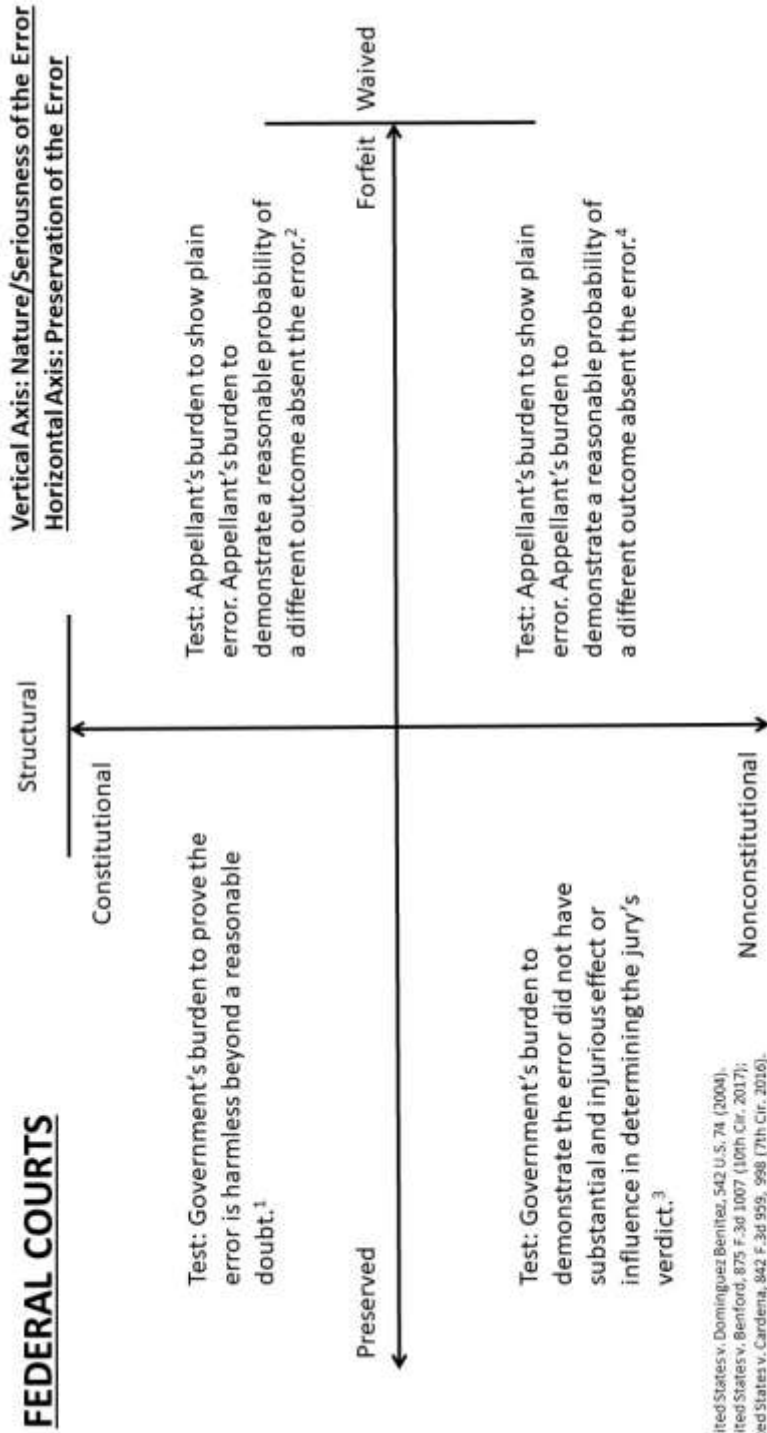 FEDERAL COURTS
Vertical Axis: Nature/Seriousness of the Error
Horizontal Axis: Preservation of the Error
Structural
Constitutional
Test: Government's burden to prove the
error is harmless beyond a reasonable
doubt.1
Test: Appellant's burden to show plain
error. Appellant's burden to
demonstrate a reasonable probability of
a different outcome absent the error.2
Preserved
Forfeit
Waived
Test: Government's burden to
demonstrate the error did not have
substantial and injurious effect or
influence in determining the jury's
verdict.3
Test: Appellant's burden to show plain
error. Appellant's burden to
demonstrate a reasonable probability of
a different outcome absent the error.4
Nonconstitutional
ited States v. Dominguez Benitez, 542 U.S. 74 (2004).
ited States v. Benford, 875 F.3d 1007 (10th Cir. 2017);
ed States v. Cardena, 842 F.3d 959, 998 (7th Cir. 2016).